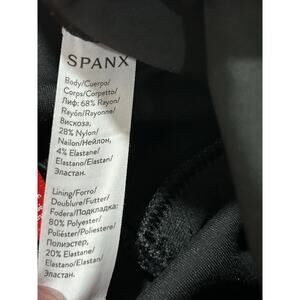 SPANX
Body/Cuerpo/
Corps/Corpetto/
Лиф: 68% Rayon/
Rayón/Rayonne/
Вискоза,
28% Nylon/
Nailon/Нейлон,
4% Elastane/
Elastano/Elastan/
Эластан.
Lining/Forro/
Doublure/Futter/
Fodera/Подкладка:
80% Polyester/
Poliéster/Poliestere/
Полиэстер,
20% Elastane/
Elastano/Elastan/
Эластан.